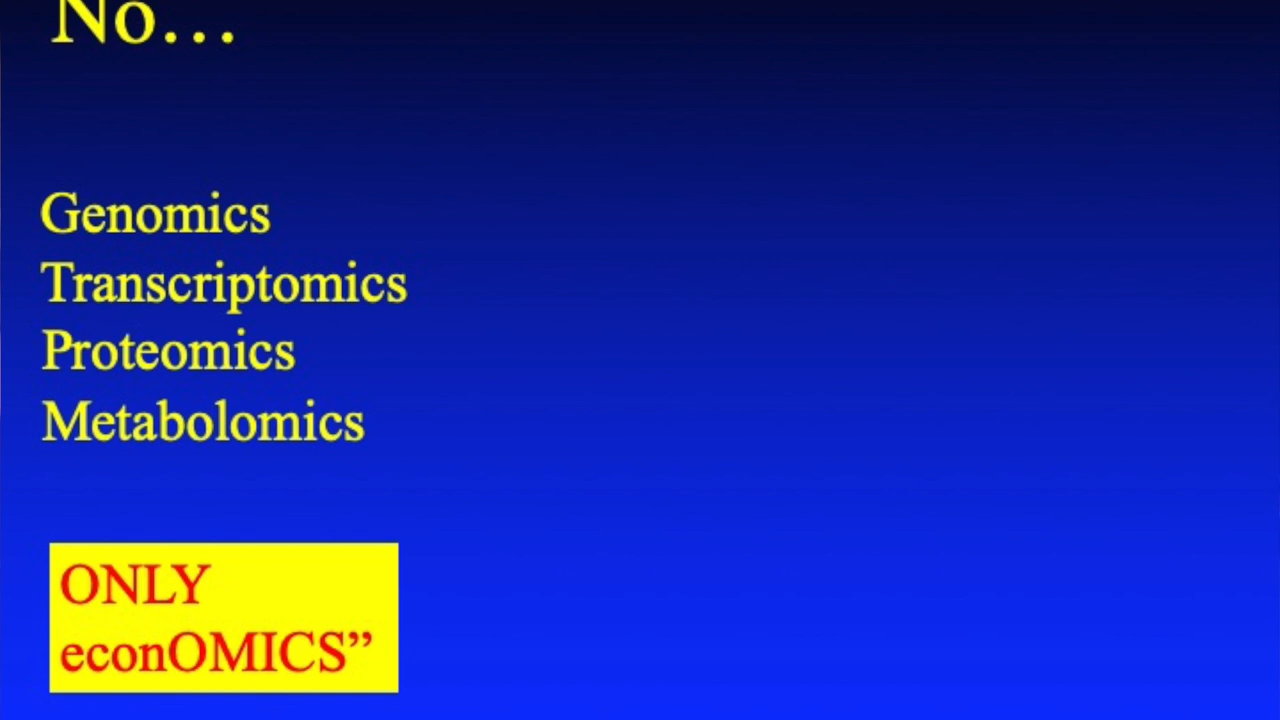 No…
Genomics
Transcriptomics
Proteomics
Metabolomics
ONLY
econOMICS”